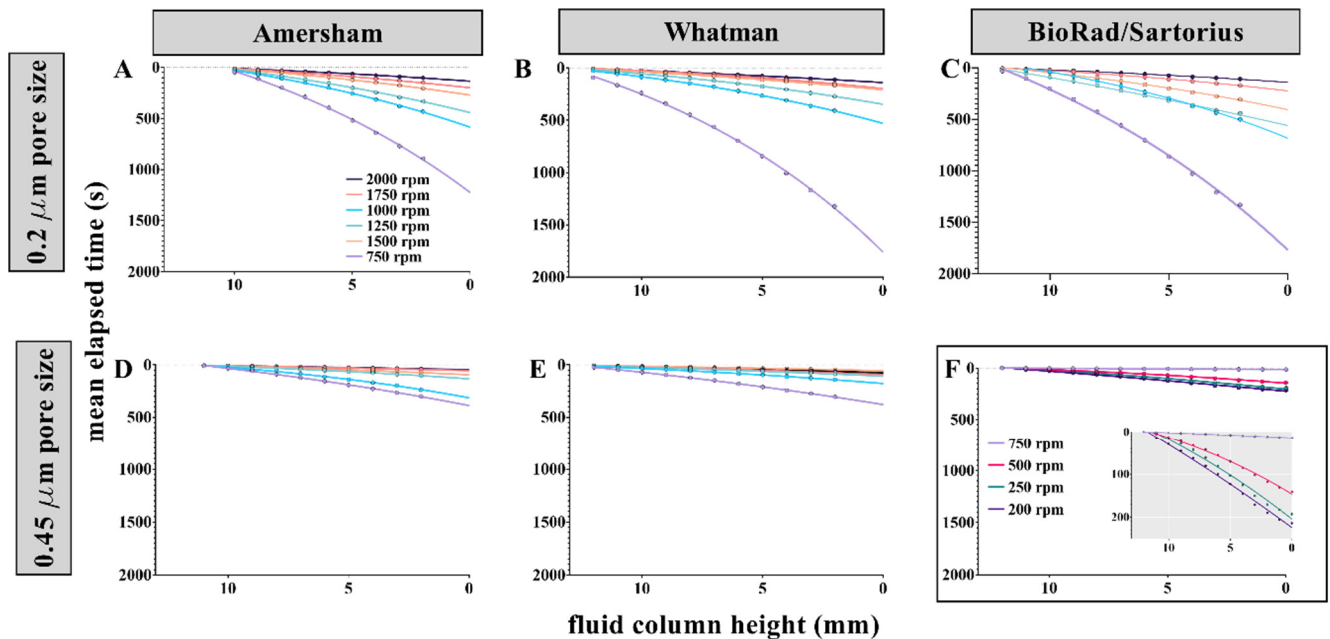 Amersham
Whatman
BioRad/Sartorius
0.2 μm pore size
0.45 μm pore size
mean elapsed time (s)
A
0
500
1000
1500
2000
10
5
0
2000 rpm
1750 rpm
1000 rpm
1250 rpm
1500 rpm
750 rpm
B
0
500
1000
1500
2000
10
5
0
C
0
500
1000
1500
2000
10
5
0
D
0
500
1000
1500
2000
10
5
0
E
0
500
1000
1500
2000
10
5
0
F
0
500
1000
1500
2000
10
5
0
750 rpm
500 rpm
250 rpm
200 rpm
0
100
200
10
5
0
fluid column height (mm)